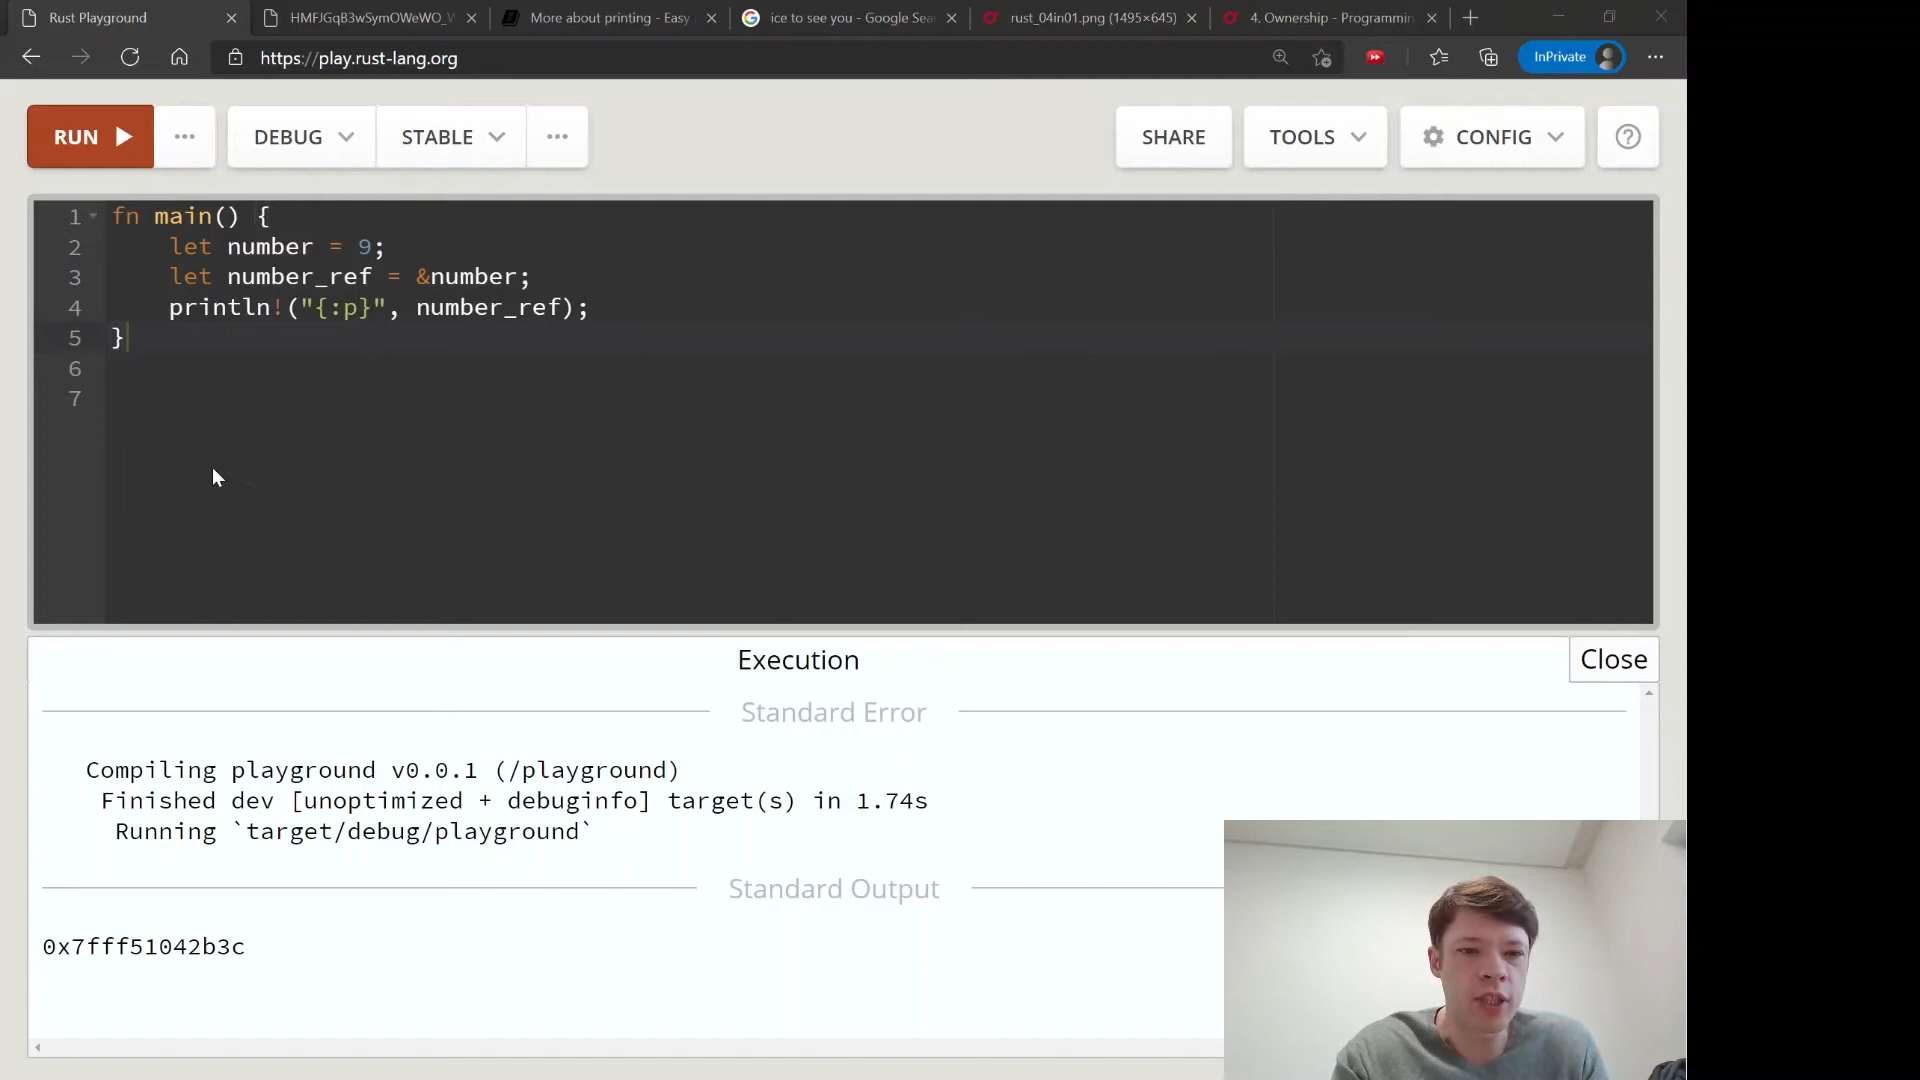 Rust Playground
HMFJGqB3wSymOWeWO_
More about printing - Easy
ice to see you - Google Sea
rust_04in01.png (1495×645)
4. Ownership - Programmin
https://play.rust-lang.org
InPrivate
RUN
DEBUG
STABLE
SHARE
TOOLS
CONFIG
1 fn main() {
2 let number = 9;
3 let number_ref = &number;
4 println!("{:p}", number_ref);
5 }
6
7
Execution
Close
Standard Error
Compiling playground v0.0.1 (/playground)
Finished dev [unoptimized + debuginfo] target(s) in 1.74s
Running `target/debug/playground`
Standard Output
0x7fff51042b3c